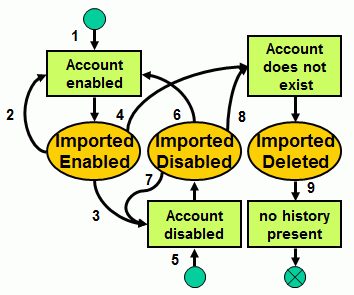 1
Account
enabled
Account
does not
exist
2
4
6
8
Imported
Enabled
Imported
Disabled
Imported
Deleted
7
9
3
Account
disabled
no history
present
5